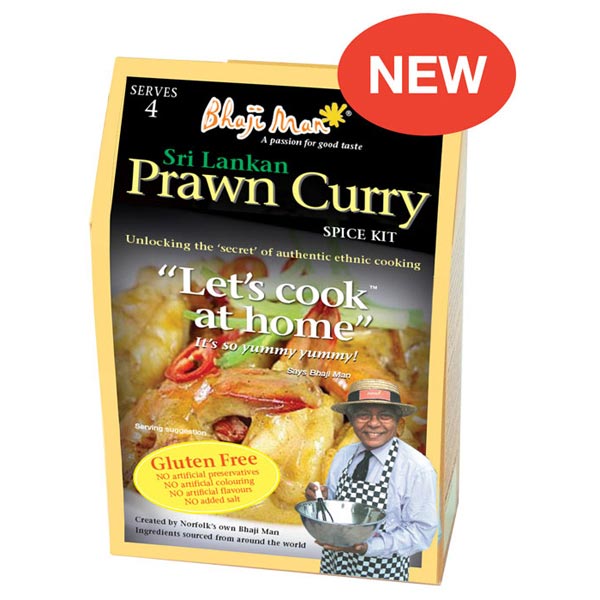 NEW
SERVES
4
Bhaji Man®
A passion for good taste
Sri Lankan
Prawn Curry
SPICE KIT
Unlocking the 'secret' of authentic ethnic cooking
"Let's cook™
at home"
It's so yummy yummy!
Says Bhaji Man
Serving suggestion
Gluten Free
NO artificial preservatives
NO artificial colouring
NO artificial flavours
NO added salt
Created by Norfolk's own Bhaji Man
Ingredients sourced from around the world